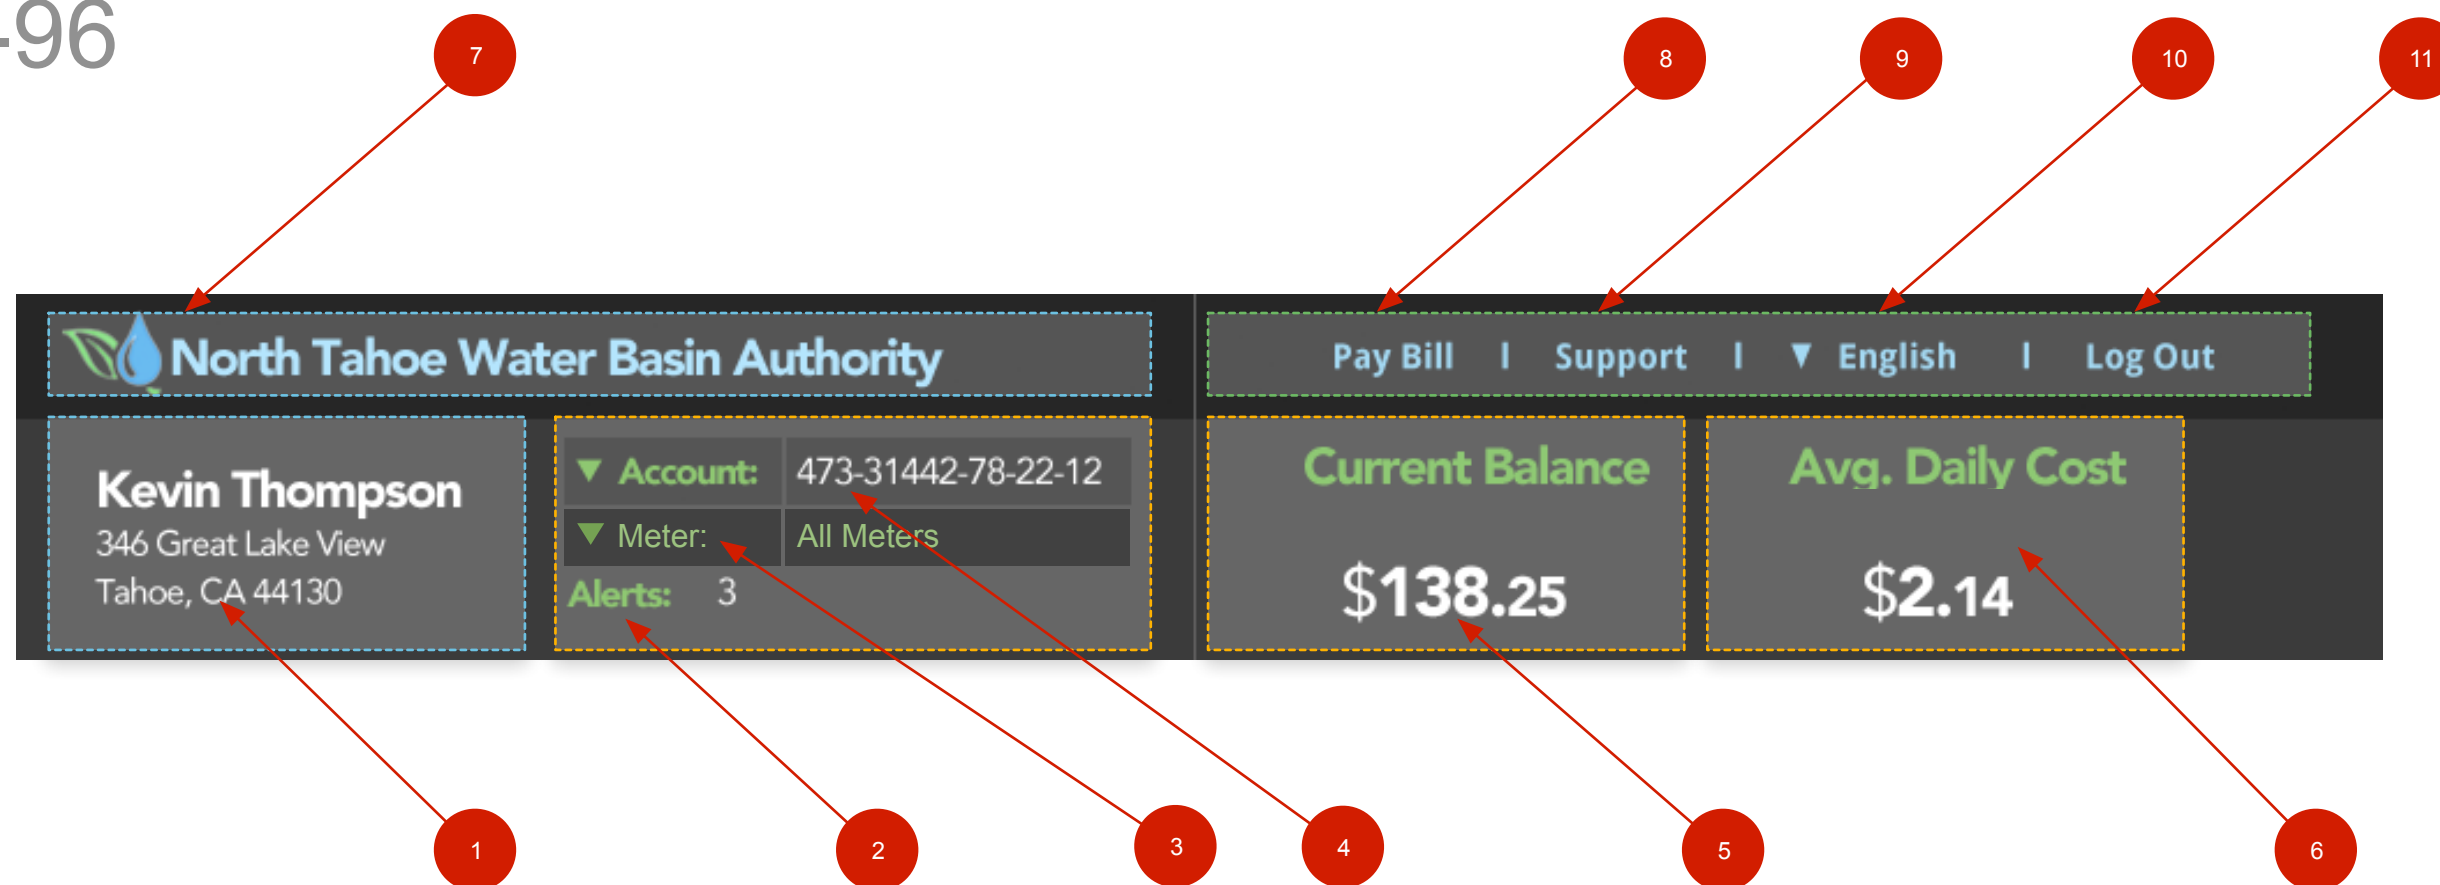 -96
7
8
9
10
11
North Tahoe Water Basin Authority
Pay Bill | Support | ▼ English | Log Out
Kevin Thompson
346 Great Lake View
Tahoe, CA 44130
▼ Account: 473-31442-78-22-12
▼ Meter: All Meters
Alerts: 3
Current Balance
$138.25
Avg. Daily Cost
$2.14
1
2
3
4
5
6